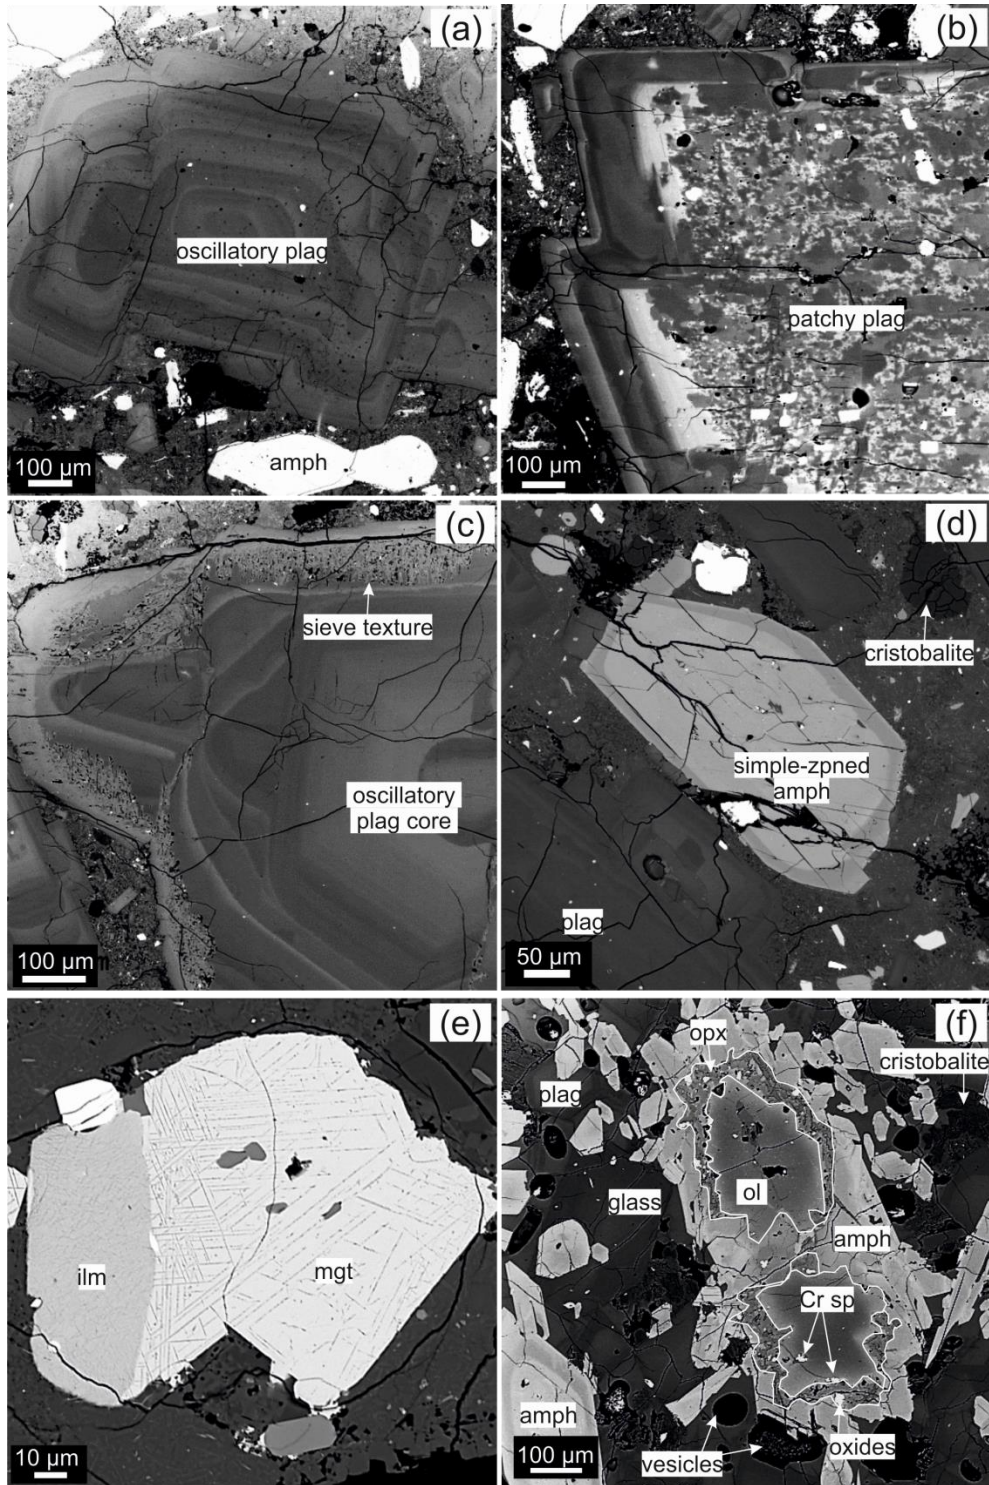 (a)
oscillatory plag
amph
100 µm
(b)
patchy plag
100 µm
(c)
sieve texture
oscillatory
plag core
100 µm
(d)
cristobalite
simple-zpned
amph
plag
50 µm
(e)
ilm
mgt
10 µm
(f)
opx
cristobalite
plag
ol
glass
amph
Cr sp
amph
oxides
vesicles
100 µm